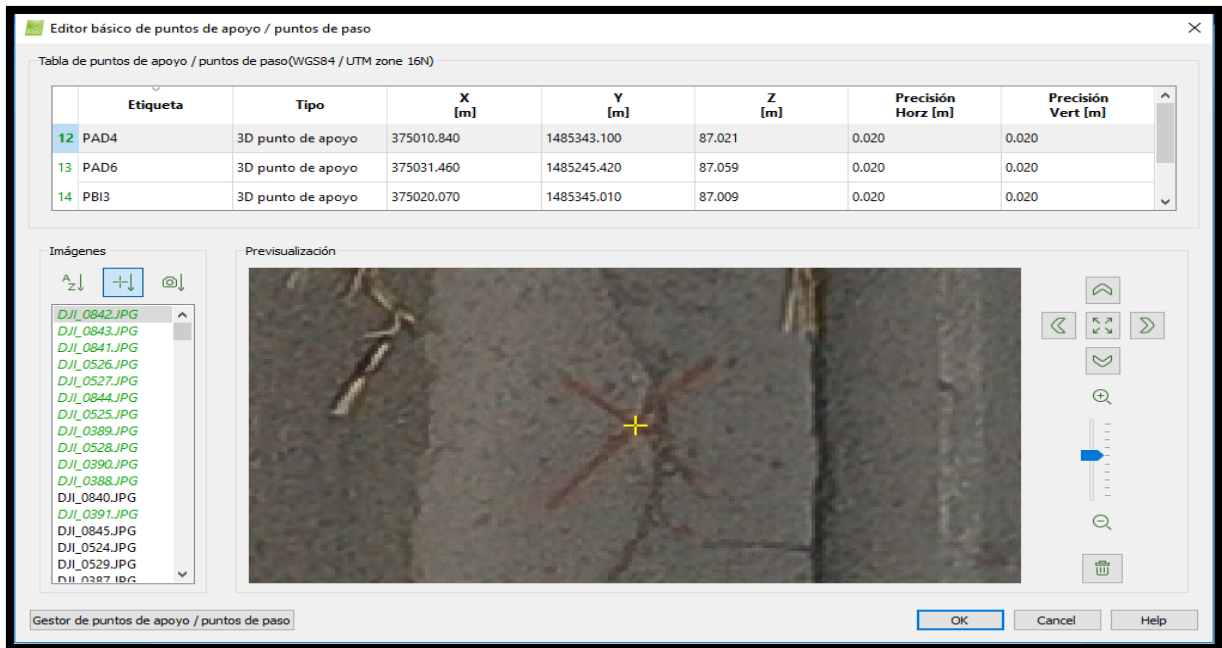 Editor básico de puntos de apoyo / puntos de paso
Tabla de puntos de apoyo / puntos de paso(WGS84 / UTM zone 16N)
Etiqueta Tipo X [m] Y [m] Z [m] Precisión Horz [m] Precisión Vert [m]
12 PAD4 3D punto de apoyo 375010.840 1485343.100 87.021 0.020 0.020
13 PAD6 3D punto de apoyo 375031.460 1485245.420 87.059 0.020 0.020
14 PBI3 3D punto de apoyo 375020.070 1485345.010 87.009 0.020 0.020
Imágenes
Previsualización
DJI_0842.JPG
DJI_0843.JPG
DJI_0841.JPG
DJI_0526.JPG
DJI_0527.JPG
DJI_0844.JPG
DJI_0525.JPG
DJI_0389.JPG
DJI_0528.JPG
DJI_0390.JPG
DJI_0388.JPG
DJI_0840.JPG
DJI_0391.JPG
DJI_0845.JPG
DJI_0524.JPG
DJI_0529.JPG
DJI_0387.JPG
Gestor de puntos de apoyo / puntos de paso
OK
Cancel
Help